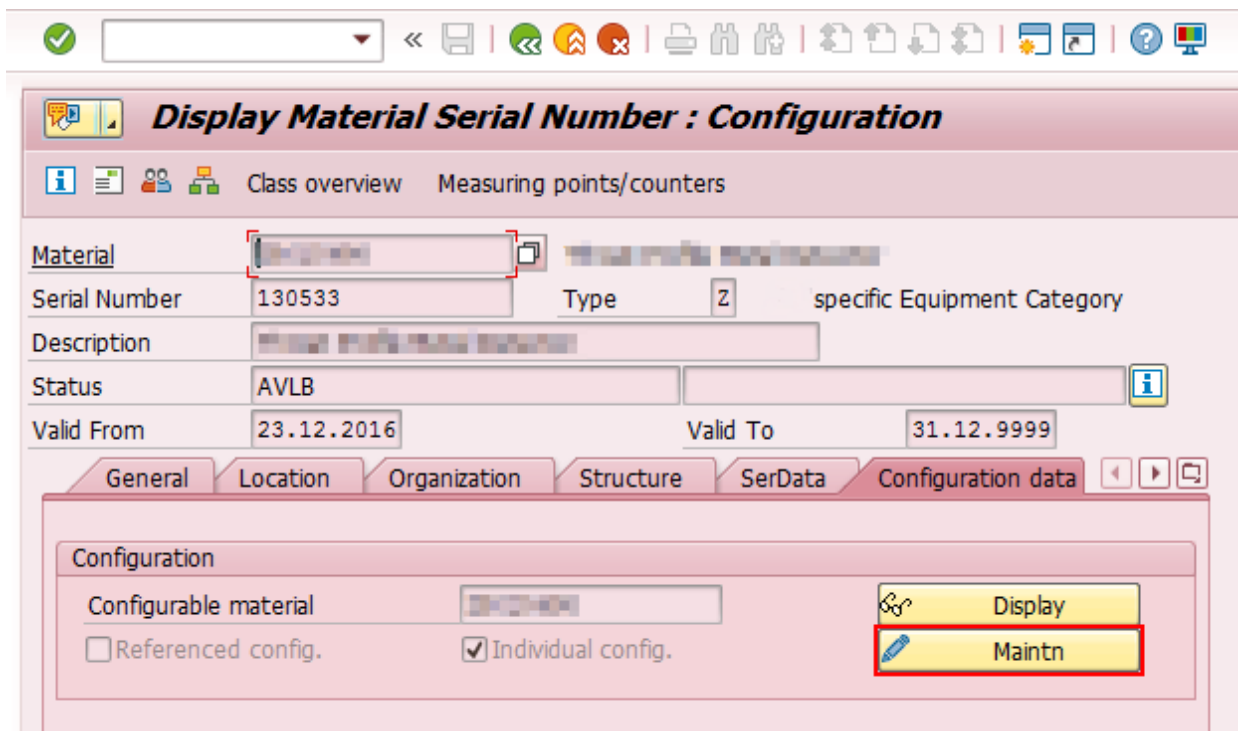 Display Material Serial Number : Configuration
Class overview Measuring points/counters
Material
Serial Number 130533 Type Z specific Equipment Category
Description
Status AVLB
Valid From 23.12.2016 Valid To 31.12.9999
General Location Organization Structure SerData Configuration data
Configuration
Configurable material Display
Referenced config. Individual config. Maintn